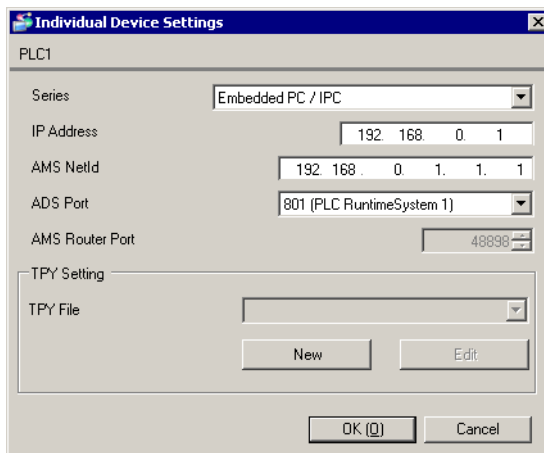 Individual Device Settings
PLC1
Series Embedded PC / IPC
IP Address 192. 168. 0. 1
AMS NetId 192. 168. 0. 1. 1. 1
ADS Port 801 (PLC RuntimeSystem 1)
AMS Router Port 48898
TPY Setting
TPY File
New Edit
OK (O) Cancel